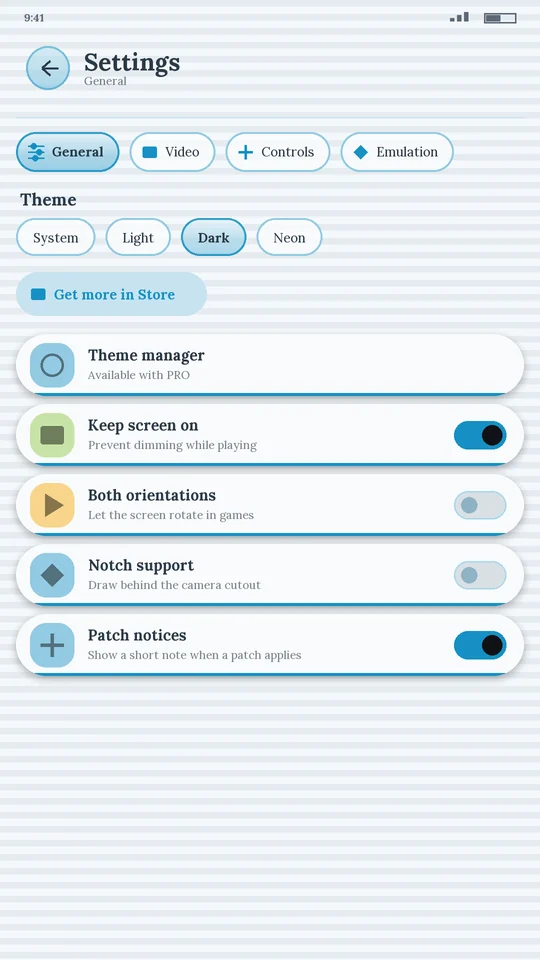 9:41
Settings
General
General
Video
Controls
Emulation
Theme
System
Light
Dark
Neon
Get more in Store
Theme manager
Available with PRO
Keep screen on
Prevent dimming while playing
Both orientations
Let the screen rotate in games
Notch support
Draw behind the camera cutout
Patch notices
Show a short note when a patch applies